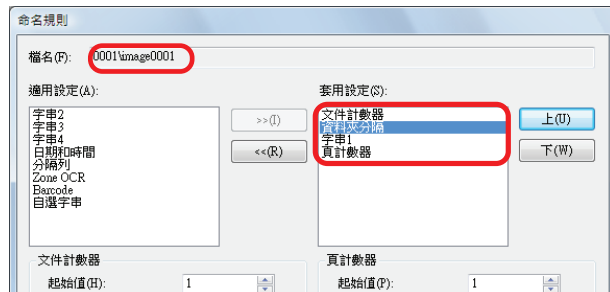 命名規則
檔名(F): 0001\image0001
適用設定(A): 套用設定(S):
字串2
字串3
字串4
日期和時間
分隔列
Zone OCR
Barcode
自選字串
>>(I)
<<(R)
文件計數器
資料夾分隔
字串1
頁計數器
上(U)
下(W)
文件計數器
起始值(H): 1
頁計數器
起始值(P): 1